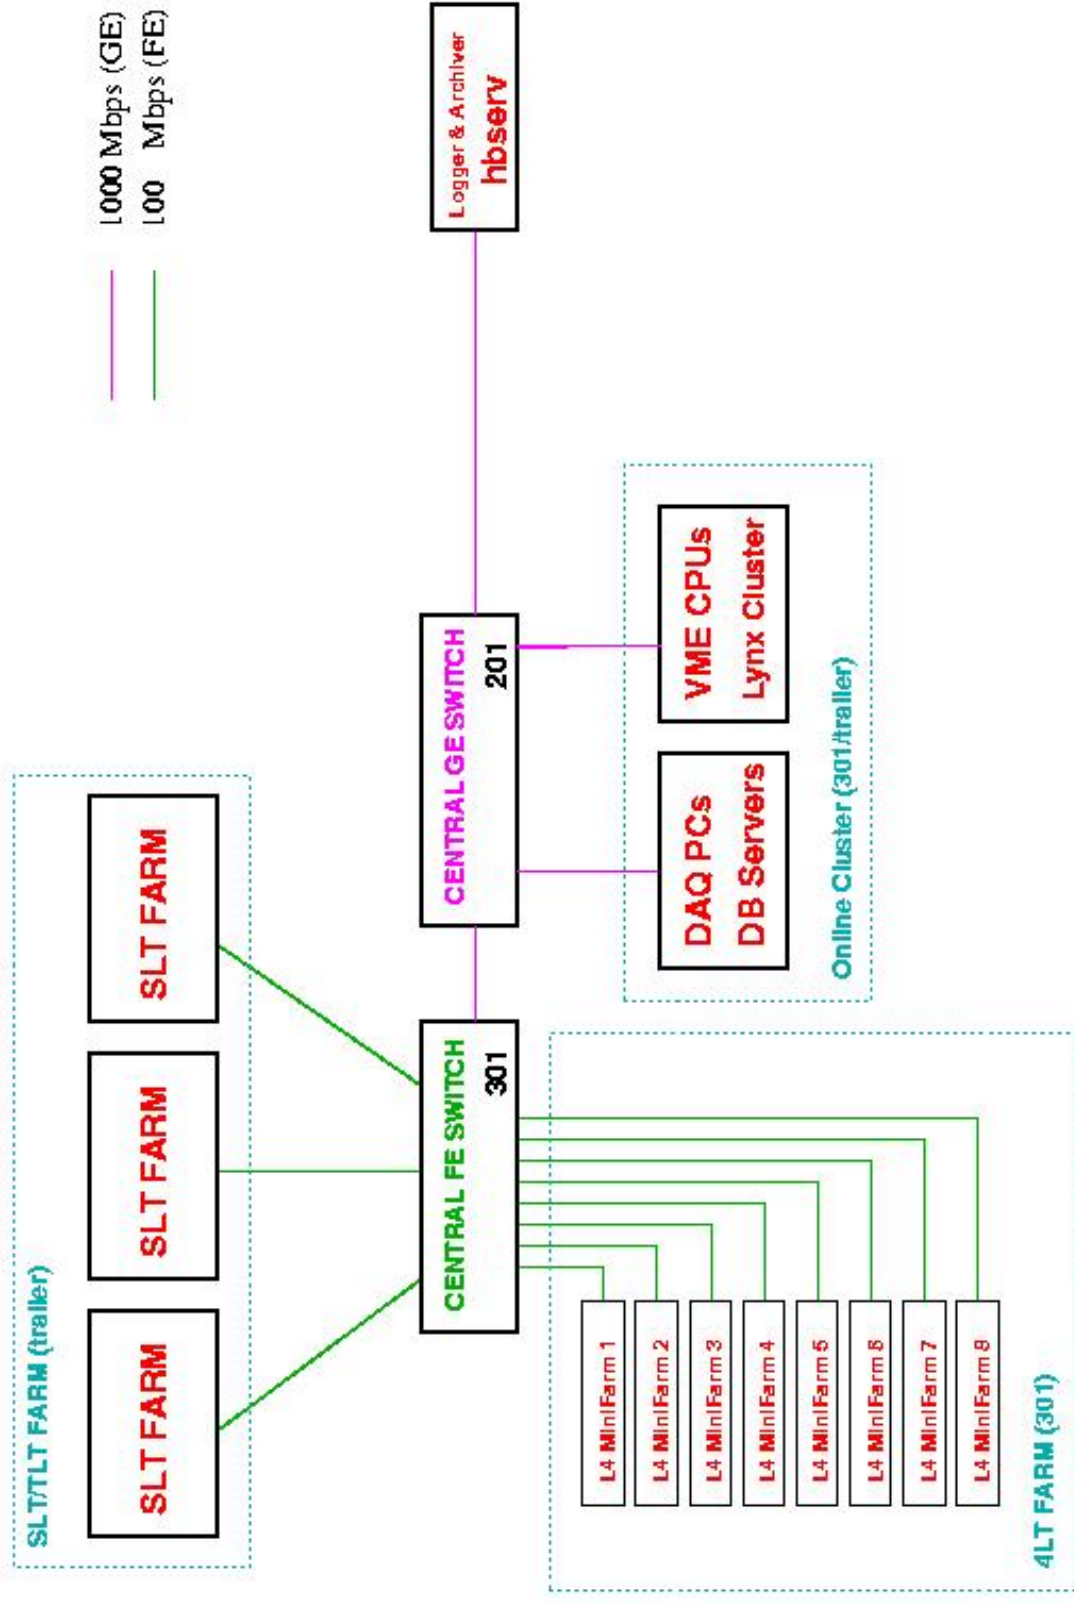 SLT/TLT FARM (trailer)
SLT FARM
SLT FARM
SLT FARM
1000 Mbps (GE)
100 Mbps (FE)
CENTRAL FE SWITCH
301
CENTRAL GE SWITCH
201
Logger & Archiver
hbserv
L4 MiniFarm 1
L4 MiniFarm 2
L4 MiniFarm 3
L4 MiniFarm 4
L4 MiniFarm 5
L4 MiniFarm 6
L4 MiniFarm 7
L4 MiniFarm 8
4LT FARM (301)
DAQ PCs
DB Servers
VME CPUs
Lynx Cluster
Online Cluster (301/trailer)